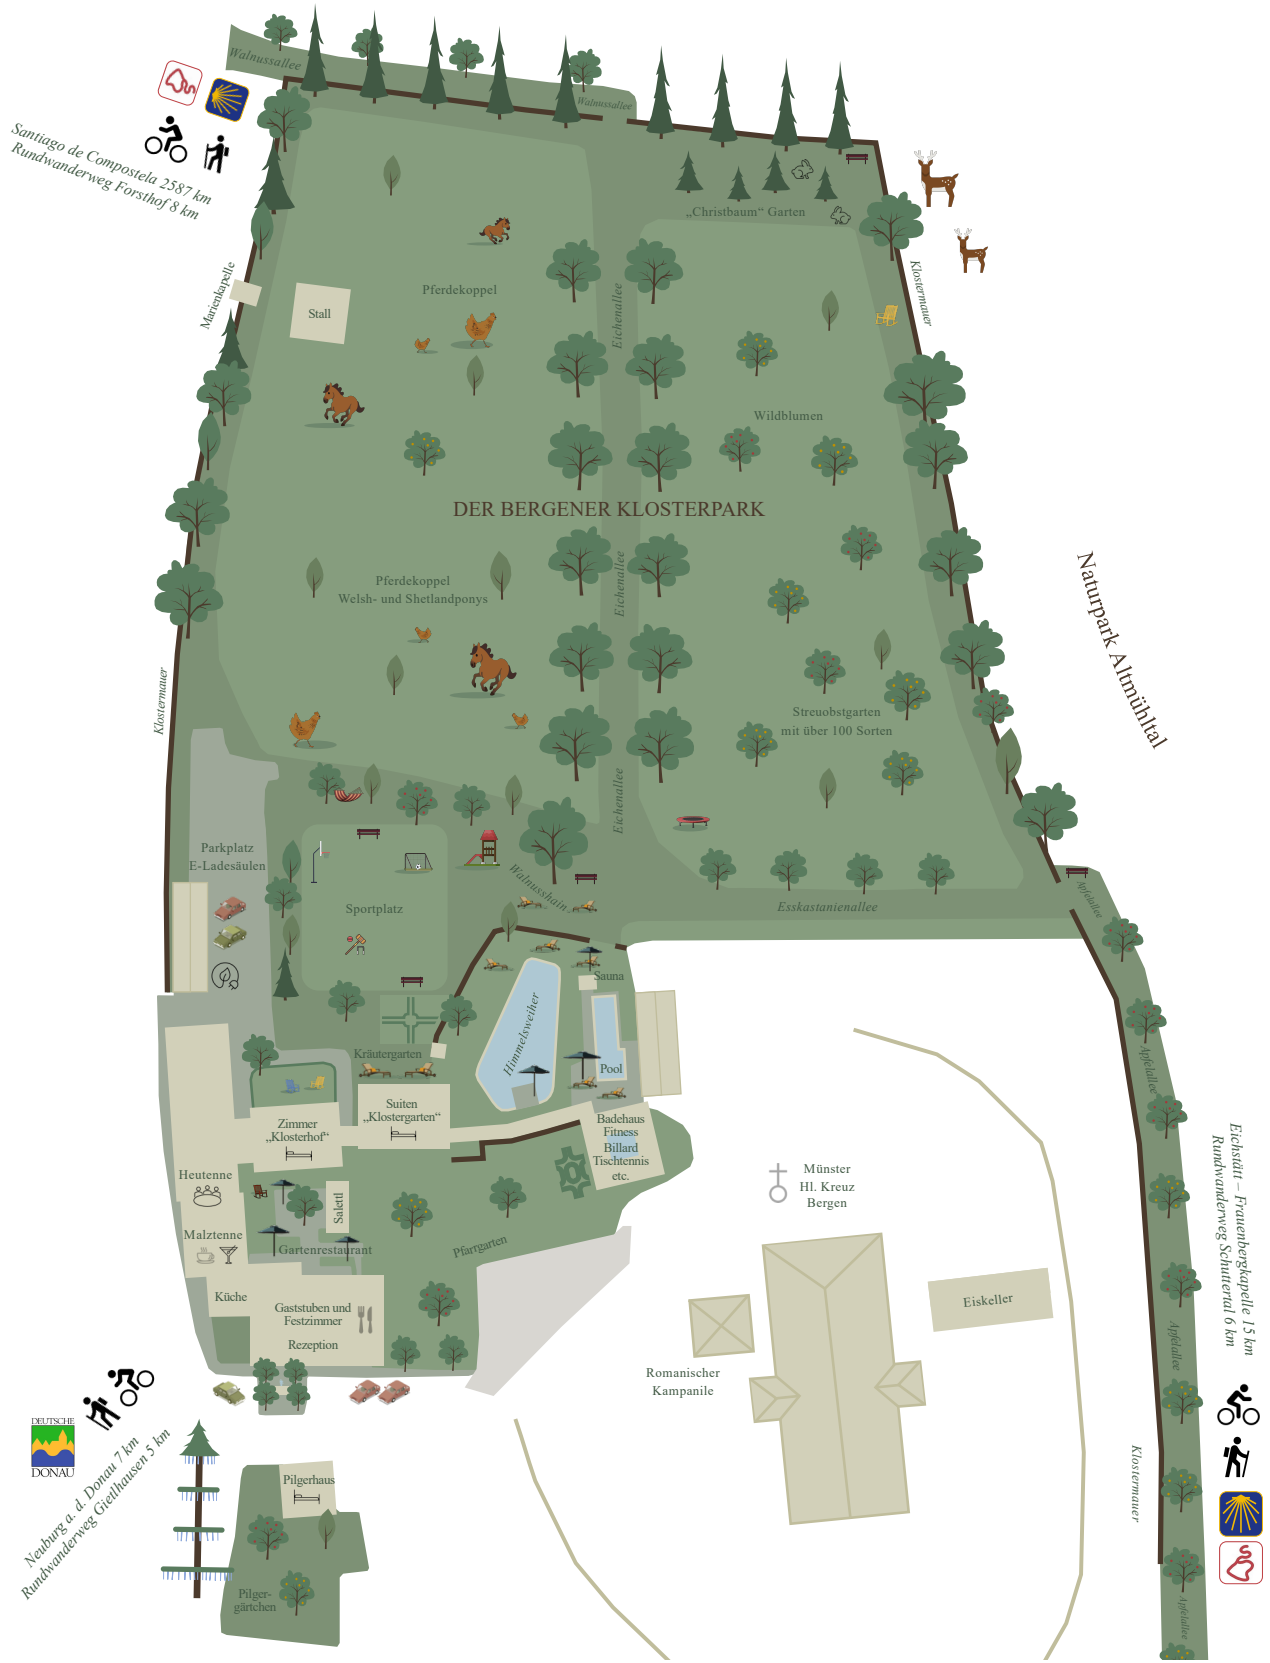 Walnussallee
Walnussallee
Santiago de Compostela 2587 km
Rundwanderweg Forsthof 8 km
„Christbaum“ Garten
Marienkapelle
Klostermauer
Stall
Pferdekoppel
Eichenallee
Wildblumen
DER BERGENER KLOSTERPARK
Eichenallee
Pferdekoppel
Welsh- und Shetlandponys
Naturpark Altmühltal
Klostermauer
Streuobstgarten
mit über 100 Sorten
Eichenallee
Parkplatz
E-Ladesäulen
Walnusshain
Sportplatz
Esskastanienallee
Apfelallee
Sauna
Himmelsweiher
Kräutergarten
Pool
Apfelallee
Suiten
„Klostergarten“
Zimmer
„Klosterhof“
Badehaus
Fitness
Billard
Tischtennis
etc.
Heutenne
Salettl
Münster
Hl. Kreuz
Bergen
Malztenne
Gartenrestaurant
Pfarrgarten
Eichstätt – Frauenbergkapelle 15 km
Rundwanderweg Schuttertal 6 km
Küche
Gaststuben und
Festzimmer
Rezeption
Eiskeller
Romanischer
Kampanile
Apfelallee
DEUTSCHE
DONAU
Neuburg a. d. Donau 7 km
Rundwanderweg Gietlhausen 5 km
Klostermauer
Pilgerhaus
Pilger-
gärtchen
Apfelallee